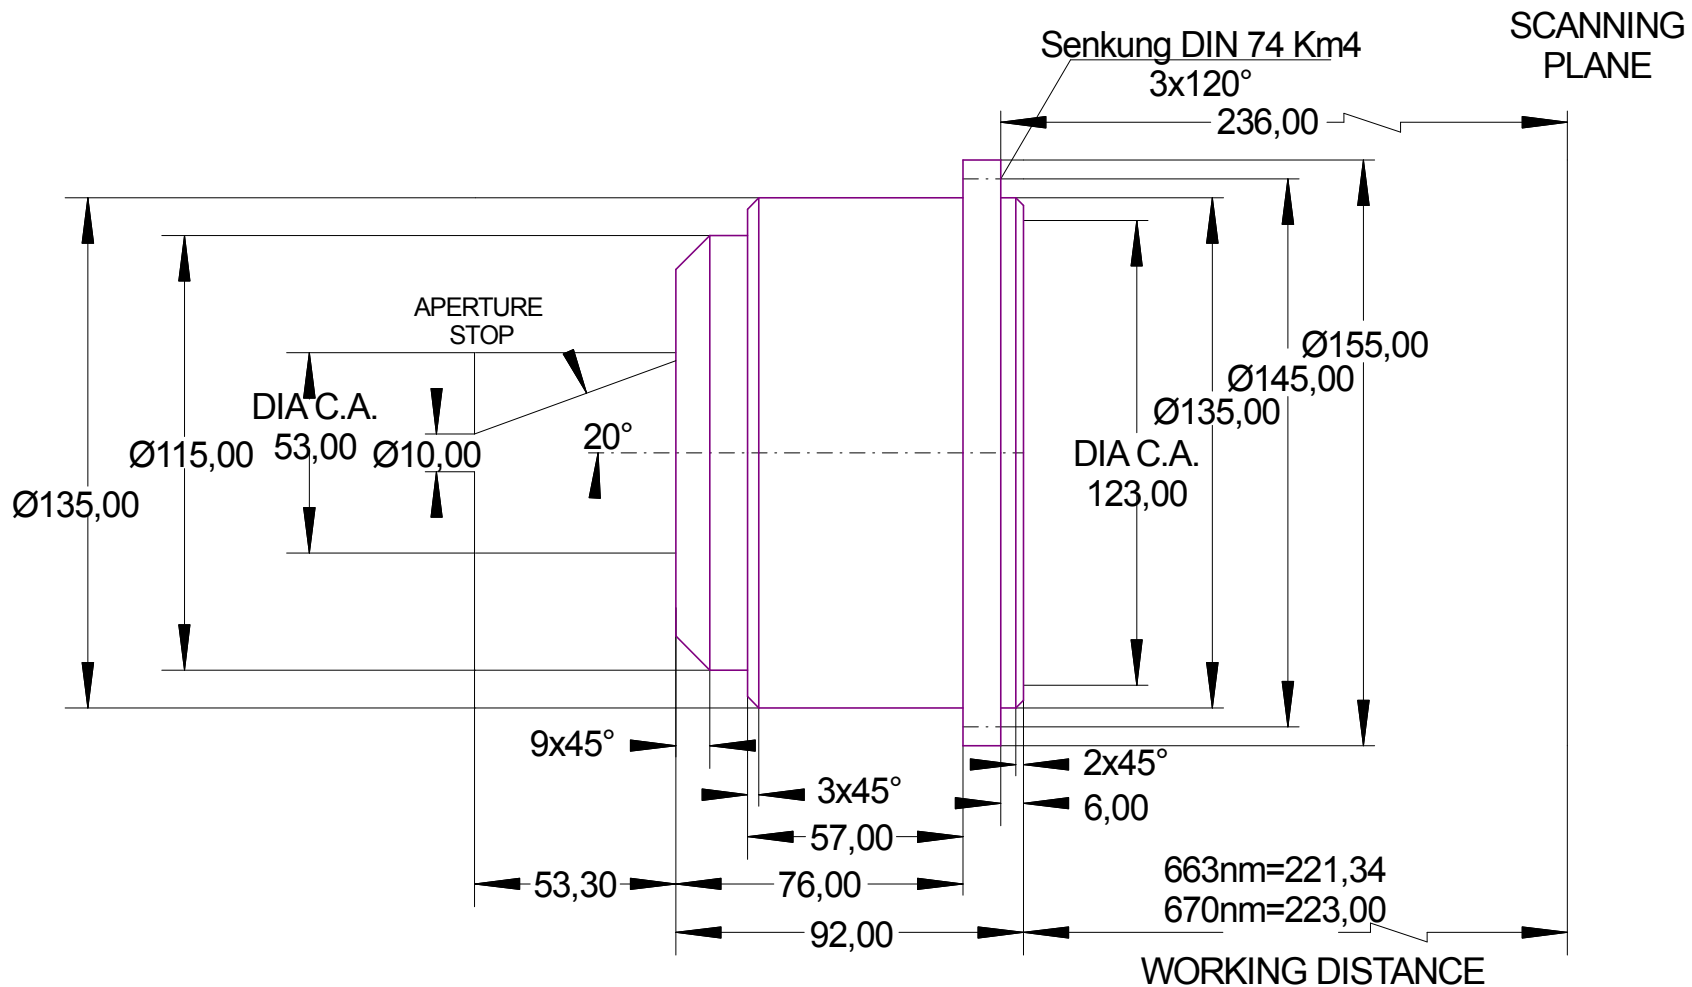 SCANNING
PLANE
Senkung DIN 74 Km4
3x120°
236,00
APERTURE
STOP
Ø155,00
Ø145,00
DIA C.A.
53,00
Ø135,00
20°
Ø115,00
Ø10,00
DIA C.A.
123,00
Ø135,00
9x45°
2x45°
3x45°
6,00
57,00
663nm=221,34
53,30
76,00
670nm=223,00
92,00
WORKING DISTANCE